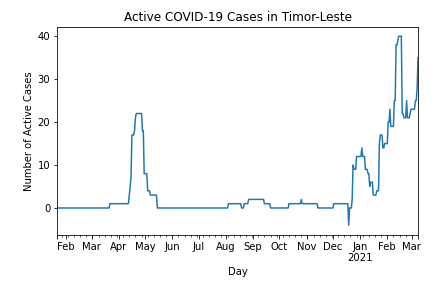 Active COVID-19 Cases in Timor-Leste
Number of Active Cases
40
30
20
10
0
Feb Mar Apr May Jun Jul Aug Sep Oct Nov Dec Jan Feb Mar
2021
Day